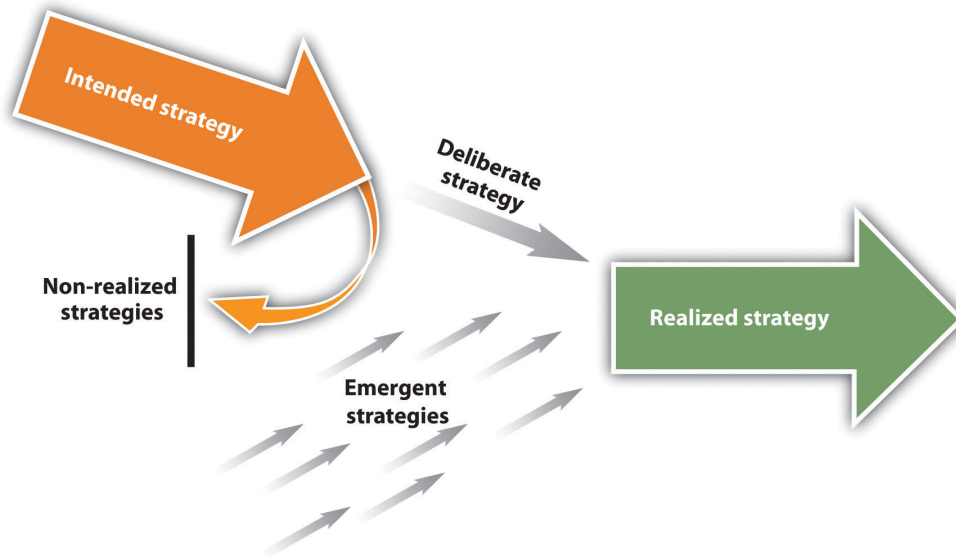 Intended strategy
Deliberate
strategy
Non-realized
strategies
Realized strategy
Emergent
strategies